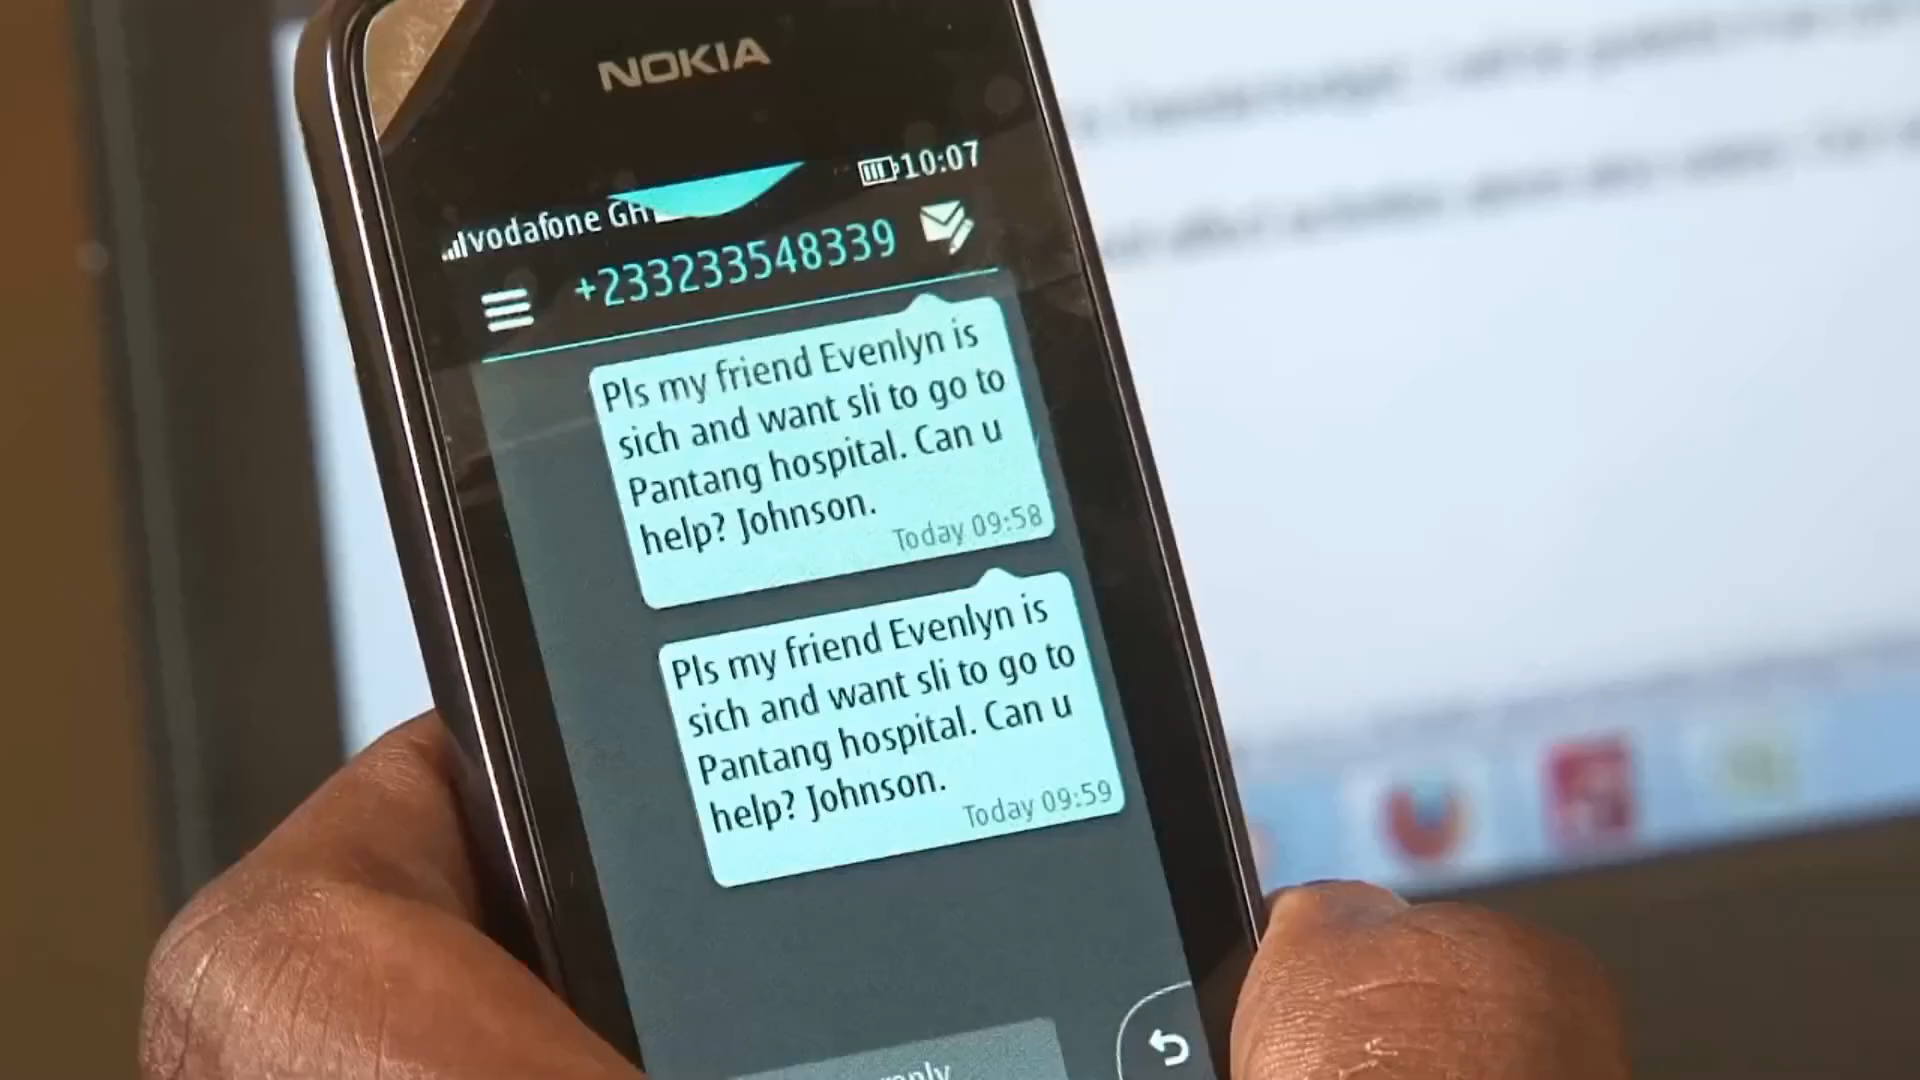 NOKIA
10:07
vodafone GH
+233233548339
Pls my friend Evenlyn is
sich and want sli to go to
Pantang hospital. Can u
help? Johnson.
Today 09:58
Pls my friend Evenlyn is
sich and want sli to go to
Pantang hospital. Can u
help? Johnson.
Today 09:59